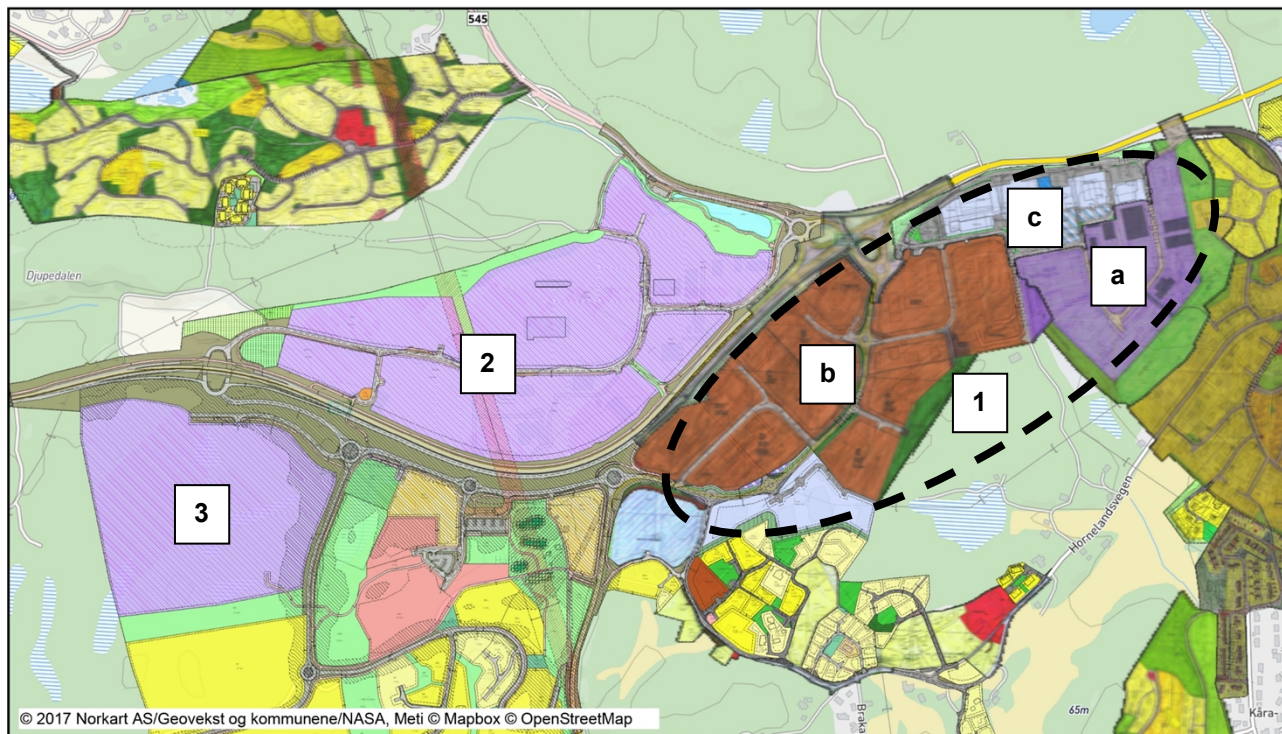 545
c
a
Djupedalen
2
b
1
3
Hornelandsvegen
65m
Braka
Kåra-
© 2017 Norkart AS/Geovekst og kommunene/NASA, Meti © Mapbox © OpenStreetMap